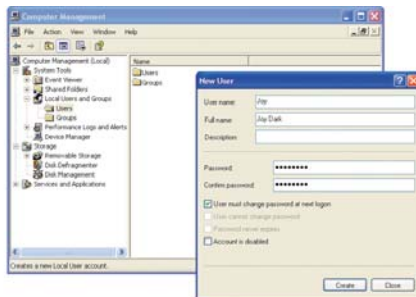 Computer Management
File Action View Window Help
Computer Management (Local)
System Tools
Event Viewer
Shared Folders
Local Users and Groups
Users
Groups
Performance Logs and Alerts
Device Manager
Storage
Removable Storage
Disk Defragmenter
Disk Management
Services and Applications
Name
Users
Groups
Creates a new Local User account.
New User
User name: Joy
Full name: Joy Dark
Description:
Password: ••••••••
Confirm password: ••••••••
User must change password at next logon
User cannot change password
Password never expires
Account is disabled
Create Close